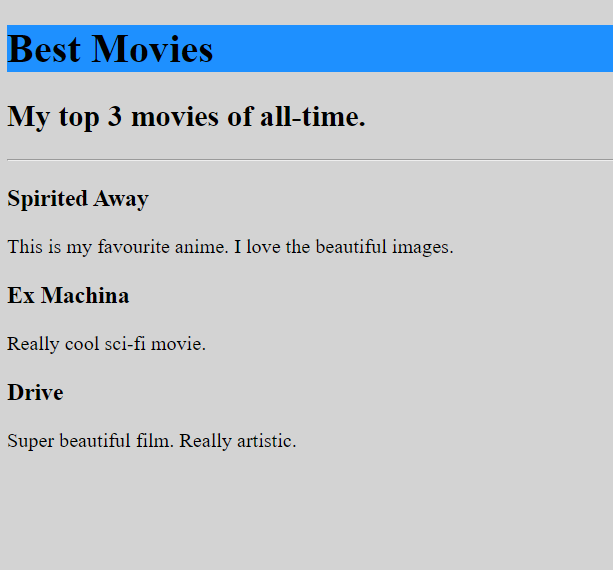 Best Movies
My top 3 movies of all-time.
Spirited Away
This is my favourite anime. I love the beautiful images.
Ex Machina
Really cool sci-fi movie.
Drive
Super beautiful film. Really artistic.